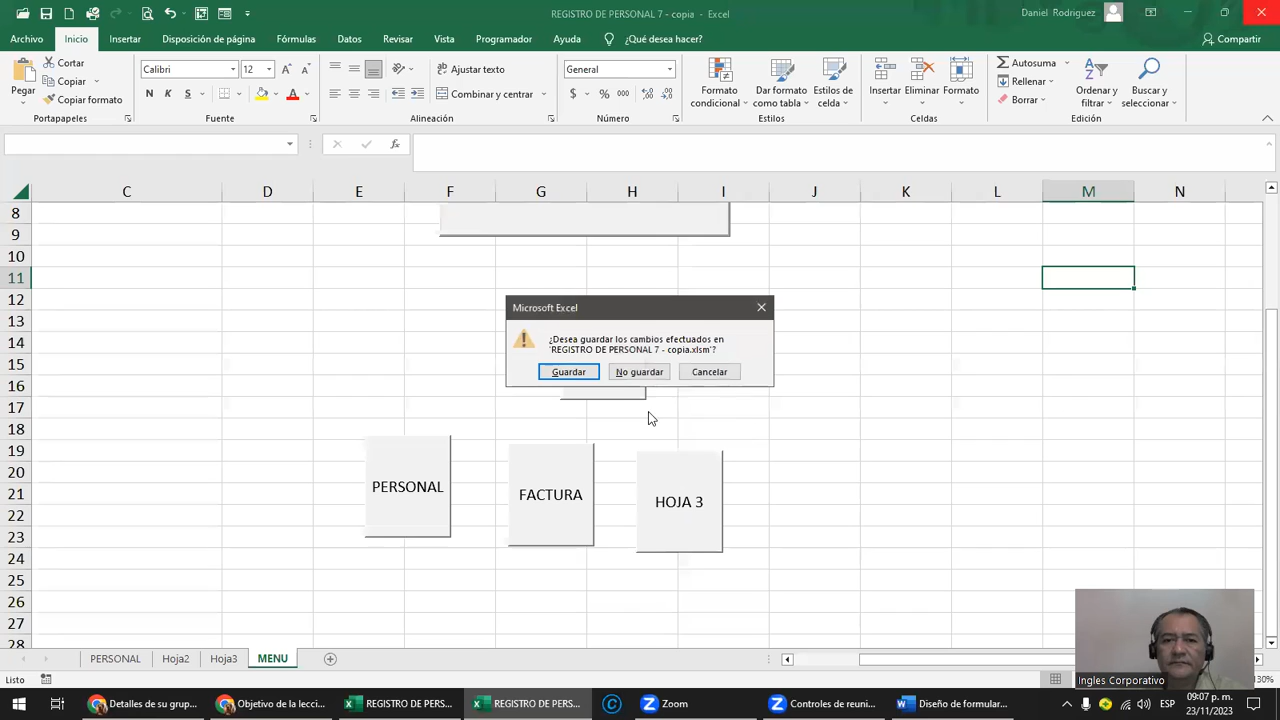 REGISTRO DE PERSONAL 7 - copia - Excel
Daniel Rodriguez
Archivo Inicio Insertar Disposición de página Fórmulas Datos Revisar Vista Programador Ayuda ¿Qué desea hacer? Compartir
Pegar
Cortar
Copiar
Copiar formato
Portapapeles
Calibri 12
N K S
Fuente
Ajustar texto
Combinar y centrar
Alineación
General
$ % 000
Número
Formato condicional
Dar formato como tabla
Estilos de celda
Estilos
Insertar Eliminar Formato
Celdas
Autosuma
Rellenar
Borrar
Ordenar y filtrar
Buscar y seleccionar
Edición
fx
C D E F G H I J K L M N
8
9
10
11
12
13
14
15
16
17
18
19
20
21
22
23
24
25
26
27
28
Microsoft Excel
¿Desea guardar los cambios efectuados en
'REGISTRO DE PERSONAL 7 - copia.xlsm'?
Guardar No guardar Cancelar
PERSONAL FACTURA HOJA 3
Ingles Corporativo
PERSONAL Hoja2 Hoja3 MENU
Listo
130%
Detalles de su grup... Objetivo de la lecci... REGISTRO DE PERS... REGISTRO DE PERS... Zoom Controles de reuni... Diseño de formular...
ESP
09:07 p. m.
23/11/2023